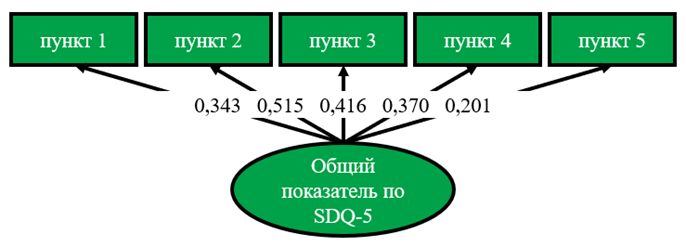 пункт 1 пункт 2 пункт 3 пункт 4 пункт 5
0,343 0,515 0,416 0,370 0,201
Общий
показатель по
SDQ-5